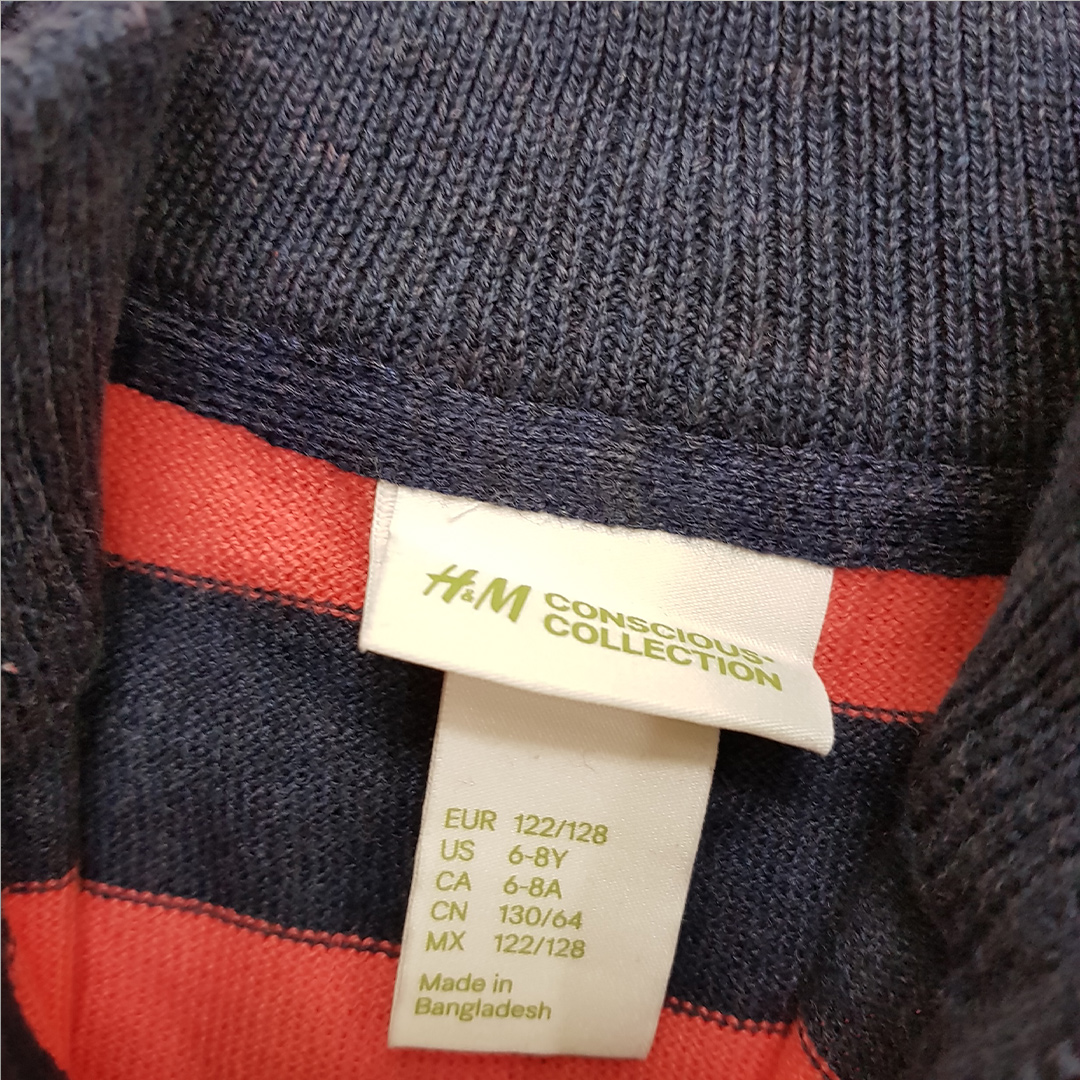 H&M CONSCIOUS-
COLLECTION
EUR 122/128
US 6-8Y
CA 6-8A
CN 130/64
MX 122/128
Made in
Bangladesh